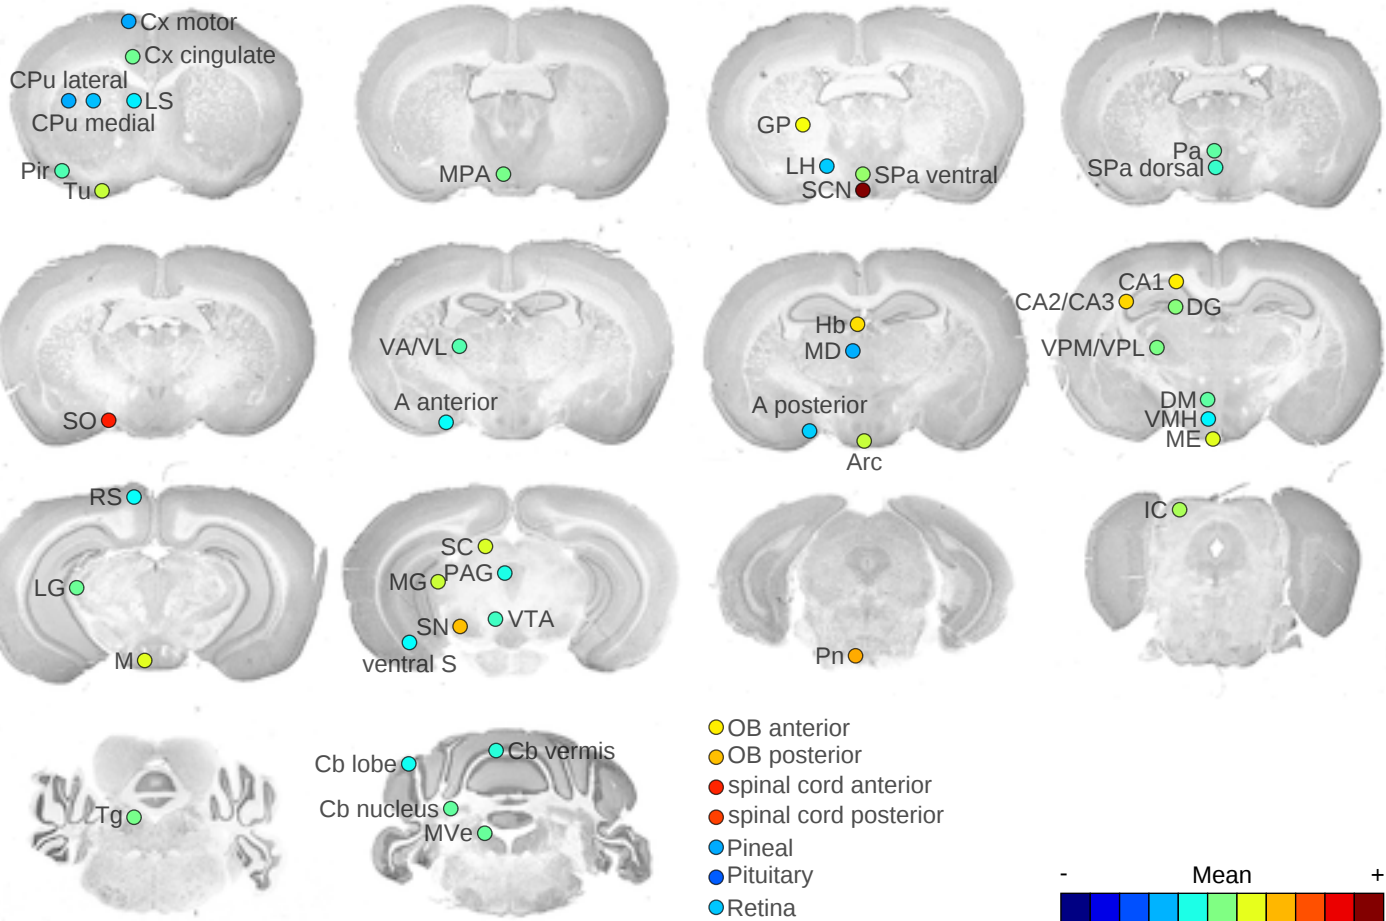 Cx motor
Cx cingulate
CPu lateral
LS
CPu medial
Pir
Tu
MPA
GP
LH
SPa ventral
SCN
Pa
SPa dorsal
SO
VA/VL
A anterior
Hb
MD
A posterior
Arc
CA1
CA2/CA3
DG
VPM/VPL
DM
VMH
ME
RS
LG
M
SC
PAG
MG
VTA
SN
ventral S
Pn
IC
Tg
Cb vermis
Cb lobe
Cb nucleus
MVe
OB anterior
OB posterior
spinal cord anterior
spinal cord posterior
Pineal
Pituitary
Retina
- Mean +